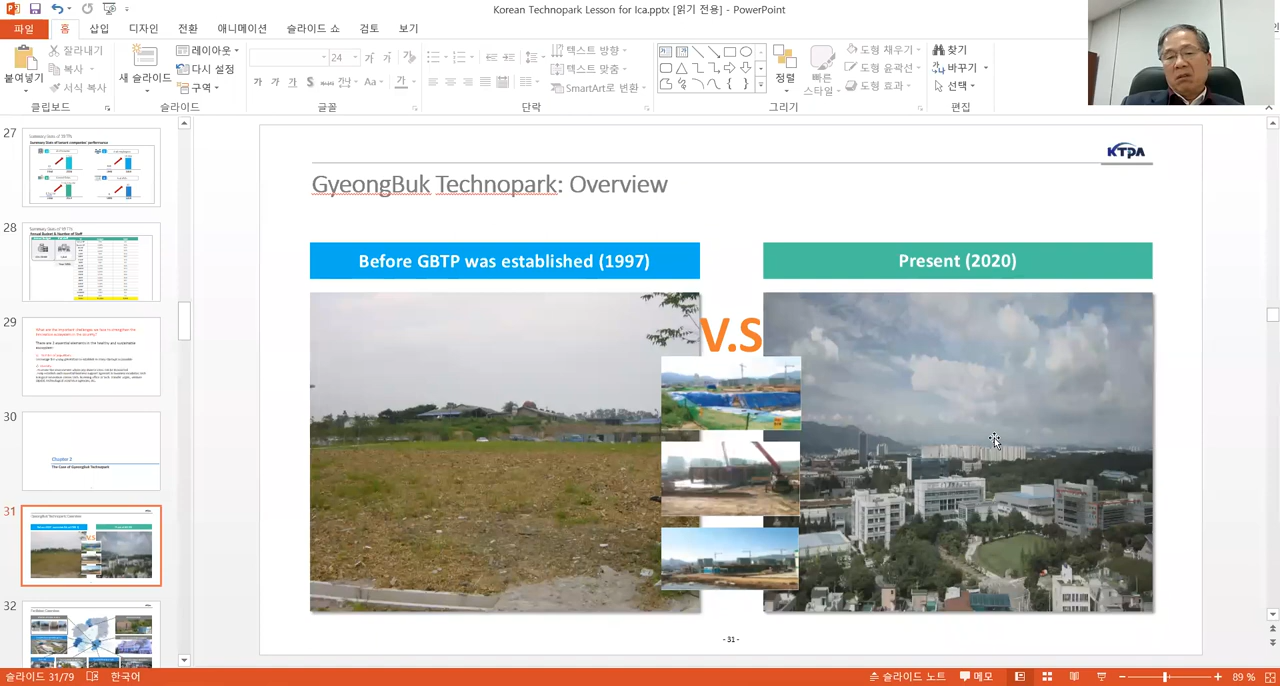 Korean Technopark Lesson for Ica.pptx [읽기 전용] - PowerPoint
파일 홈 삽입 디자인 전환 애니메이션 슬라이드 쇼 검토 보기
붙여넣기
잘라내기
복사
서식 복사
클립보드
새 슬라이드
레이아웃
다시 설정
구역
슬라이드
24
가 가 가 S 가나다 Aa 가
글꼴
텍스트 방향
텍스트 맞춤
SmartArt로 변환
단락
정렬
빠른 스타일
도형 채우기
도형 윤곽선
도형 효과
그리기
찾기
바꾸기
선택
편집
27
28
29
30
Chapter 2
The Case of GyeongBuk Technopark
31
32
KTPA
GyeongBuk Technopark: Overview
Before GBTP was established (1997)
Present (2020)
V.S
- 31 -
슬라이드 31/79 한국어
슬라이드 노트 메모 89 %